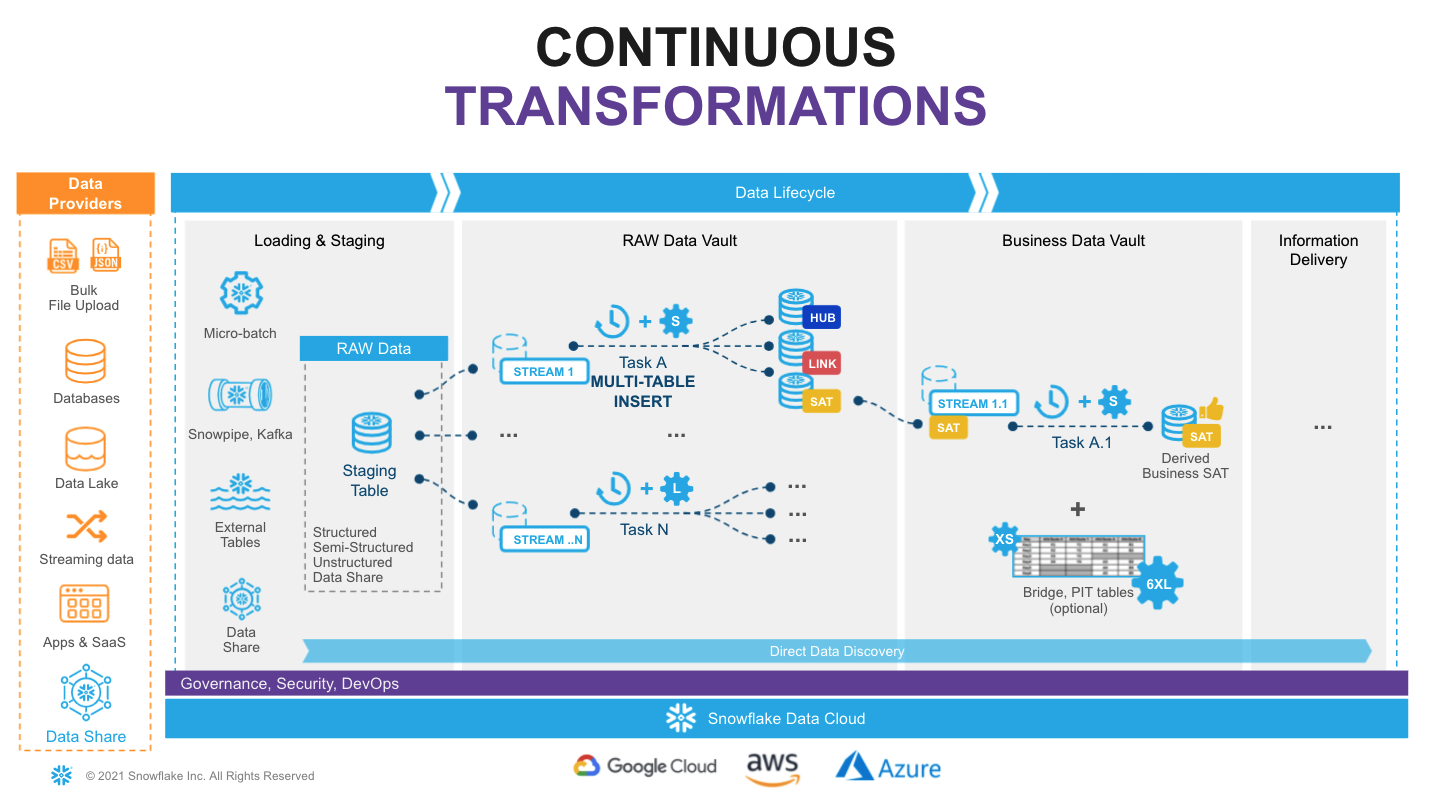 CONTINUOUS
TRANSFORMATIONS
Data
Providers
CSV
JSON
Bulk
File Upload
Databases
Data Lake
Streaming data
Apps & SaaS
Data Share
Data Lifecycle
Loading & Staging
Micro-batch
Snowpipe, Kafka
External
Tables
Data
Share
RAW Data
Staging
Table
Structured
Semi-Structured
Unstructured
Data Share
RAW Data Vault
STREAM 1
+
S
Task A
MULTI-TABLE
INSERT
HUB
LINK
SAT
...
...
STREAM ..N
+
L
Task N
...
...
...
Business Data Vault
STREAM 1.1
SAT
+
S
Task A.1
SAT
Derived
Business SAT
+
XS
6XL
Bridge, PIT tables
(optional)
Information
Delivery
...
Direct Data Discovery
Governance, Security, DevOps
Snowflake Data Cloud
© 2021 Snowflake Inc. All Rights Reserved
Google Cloud
aws
Azure